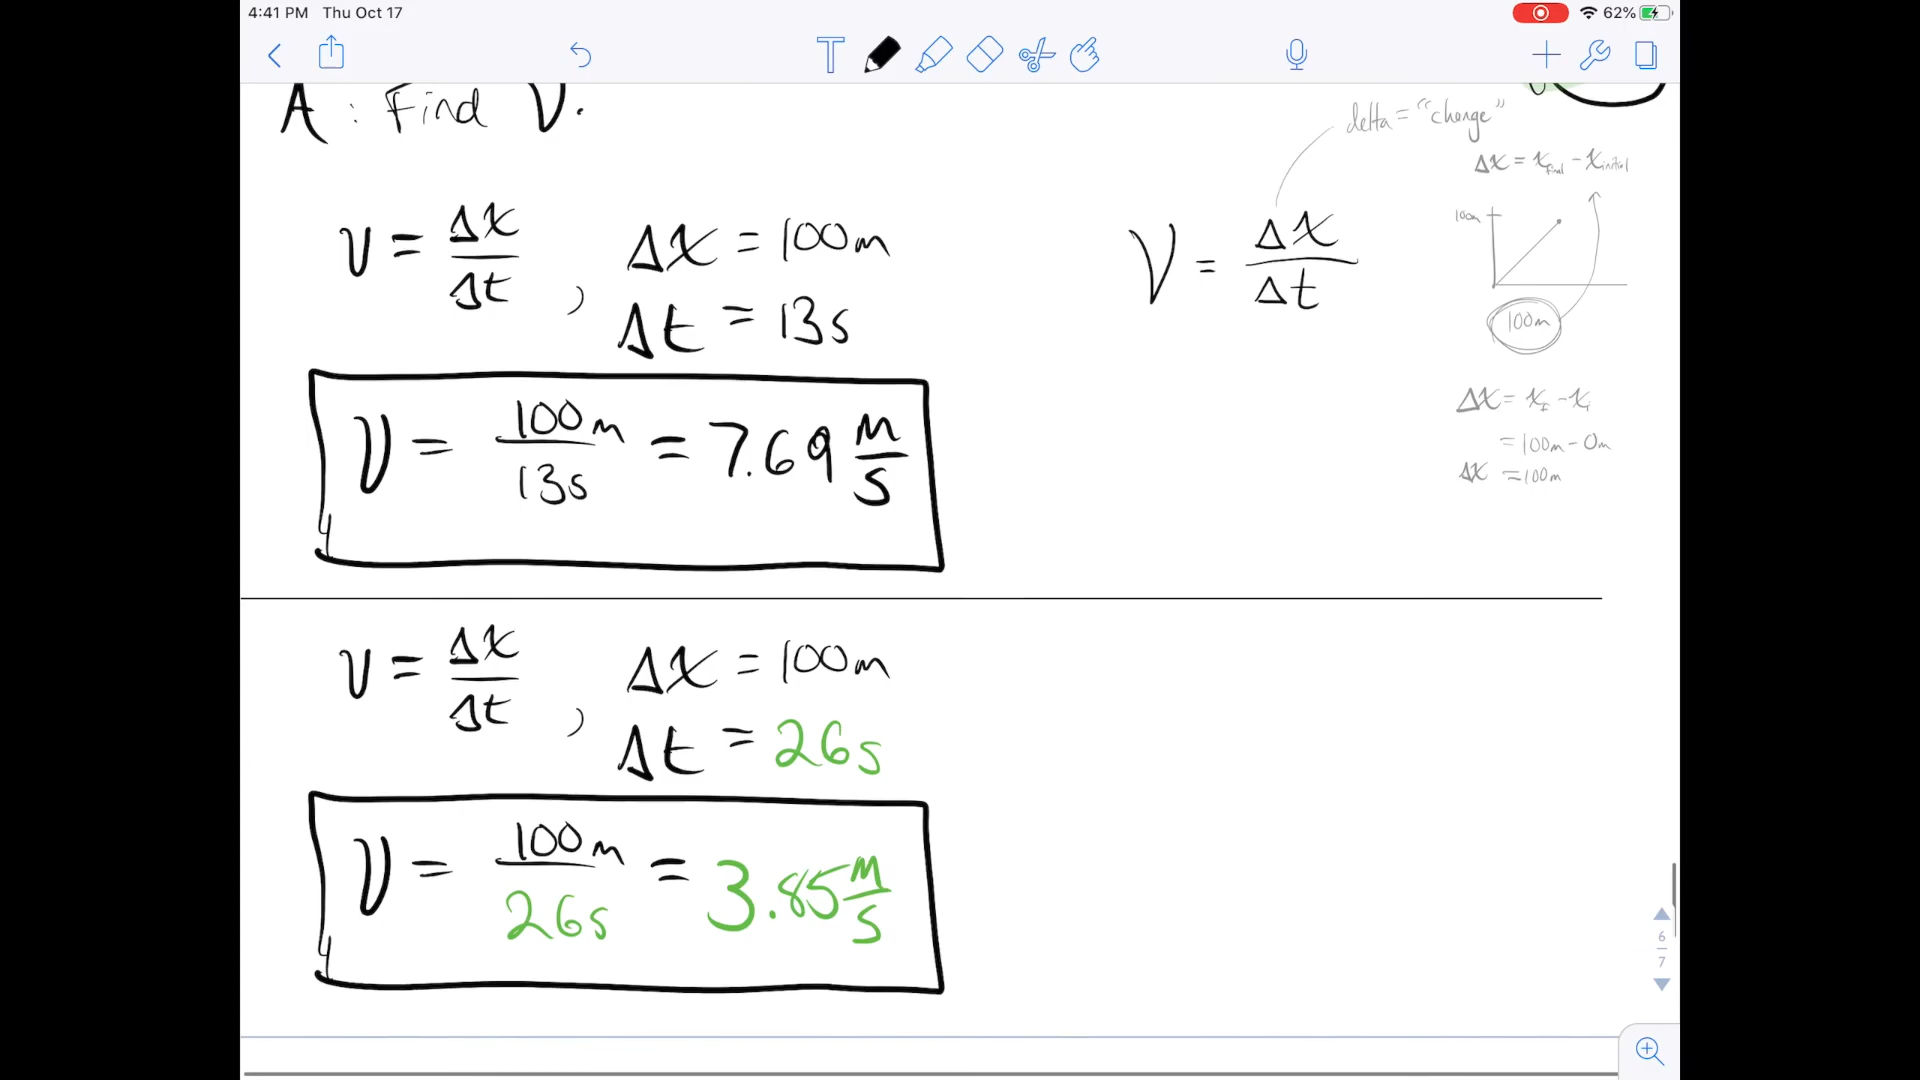 4:41 PM Thu Oct 17
62%
A : Find V.
delta = "change"
Δx = x_final - x_initial
v = Δx/Δt , Δx = 100m
Δt = 13s
V = Δx/Δt
100m
100m
V = 100m/13s = 7.69 m/s
Δx = x_f - x_i
= 100m - 0m
Δx = 100m
v = Δx/Δt , Δx = 100m
Δt = 26s
V = 100m/26s = 3.85 m/s
6
7